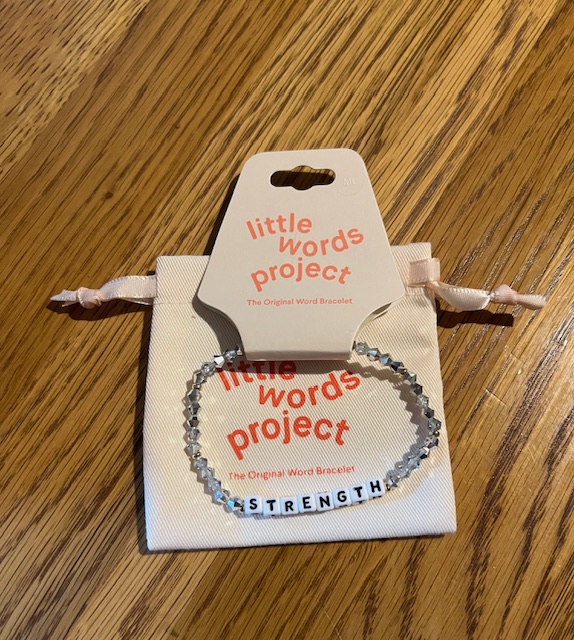 little
words
project
The Original Word Bracelet
little
words
project
The Original Word Bracelet
STRENGTH